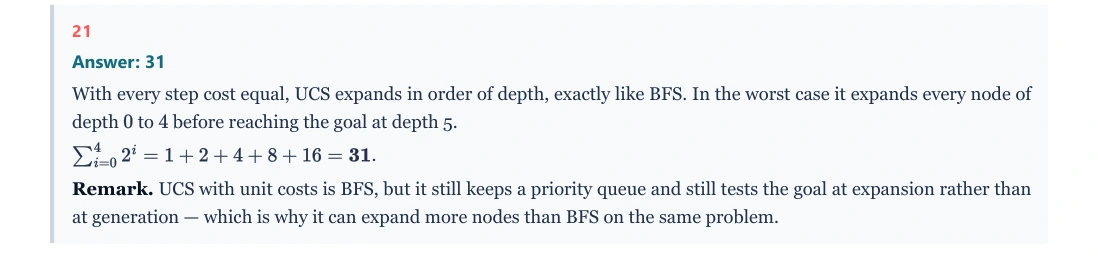 21
Answer: 31
With every step cost equal, UCS expands in order of depth, exactly like BFS. In the worst case it expands every node of
depth 0 to 4 before reaching the goal at depth 5.
∑_{i=0}^{4} 2^i = 1 + 2 + 4 + 8 + 16 = 31.
Remark. UCS with unit costs is BFS, but it still keeps a priority queue and still tests the goal at expansion rather than
at generation — which is why it can expand more nodes than BFS on the same problem.